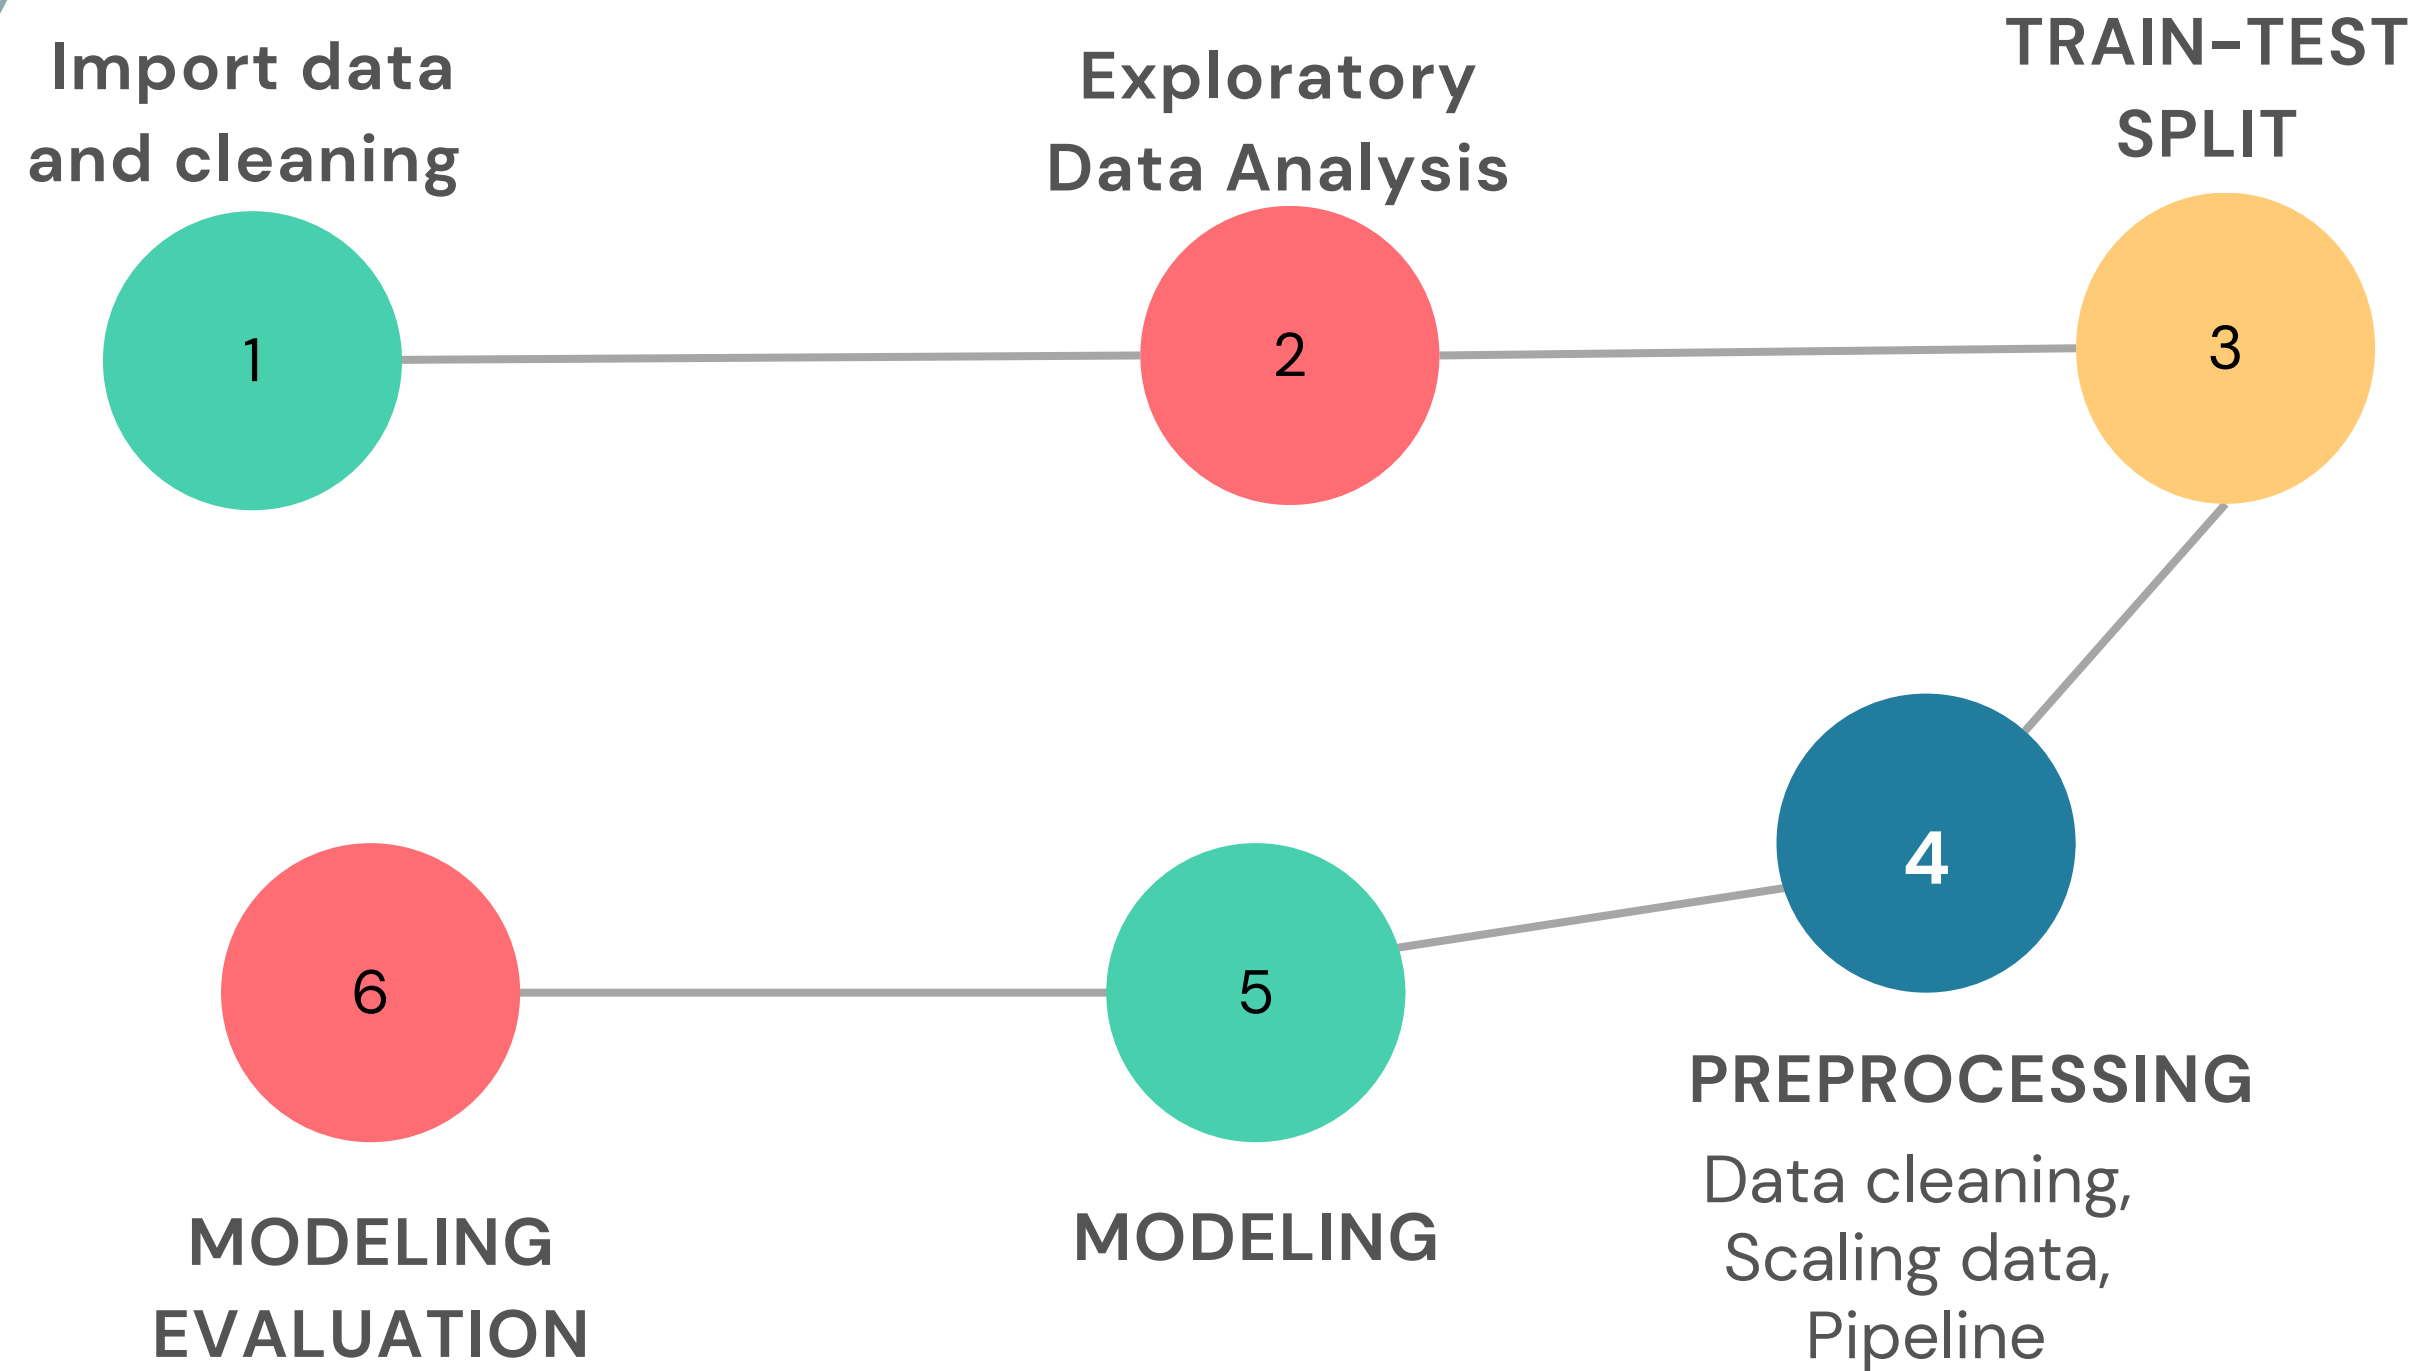 Import data
and cleaning
1
Exploratory
Data Analysis
2
TRAIN-TEST
SPLIT
3
4
PREPROCESSING
Data cleaning,
Scaling data,
Pipeline
5
MODELING
6
MODELING
EVALUATION